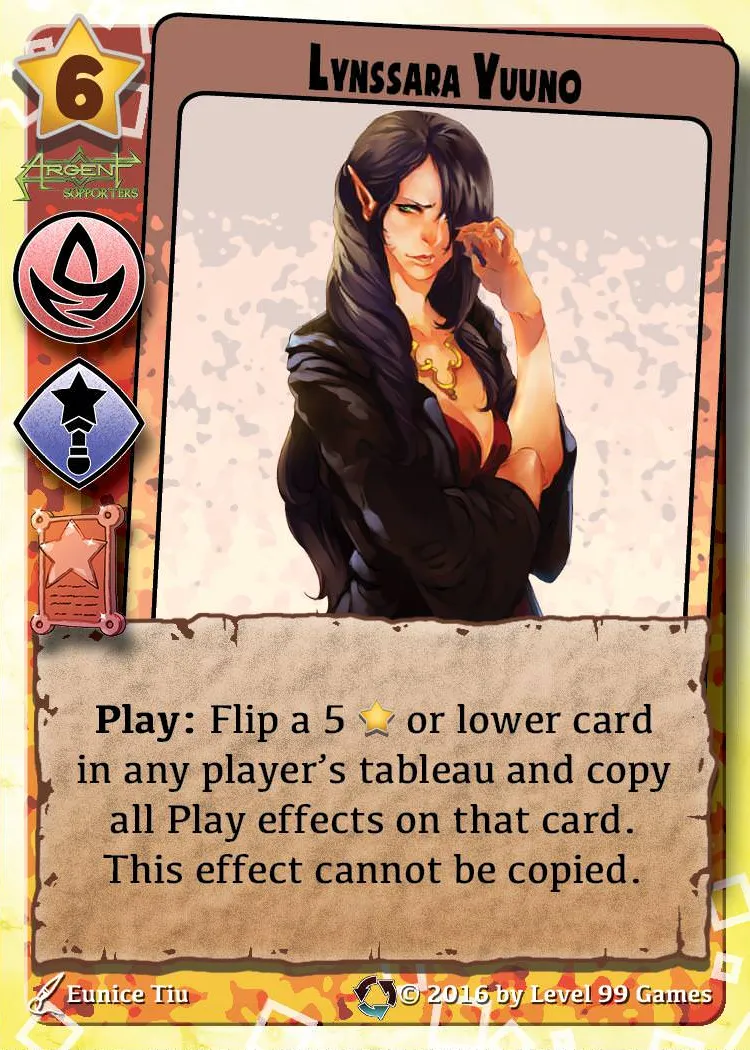 6
Lynssara Yuuno
ARGENT
SUPPORTERS
Play: Flip a 5 or lower card
in any player's tableau and copy
all Play effects on that card.
This effect cannot be copied.
Eunice Tiu
© 2016 by Level 99 Games